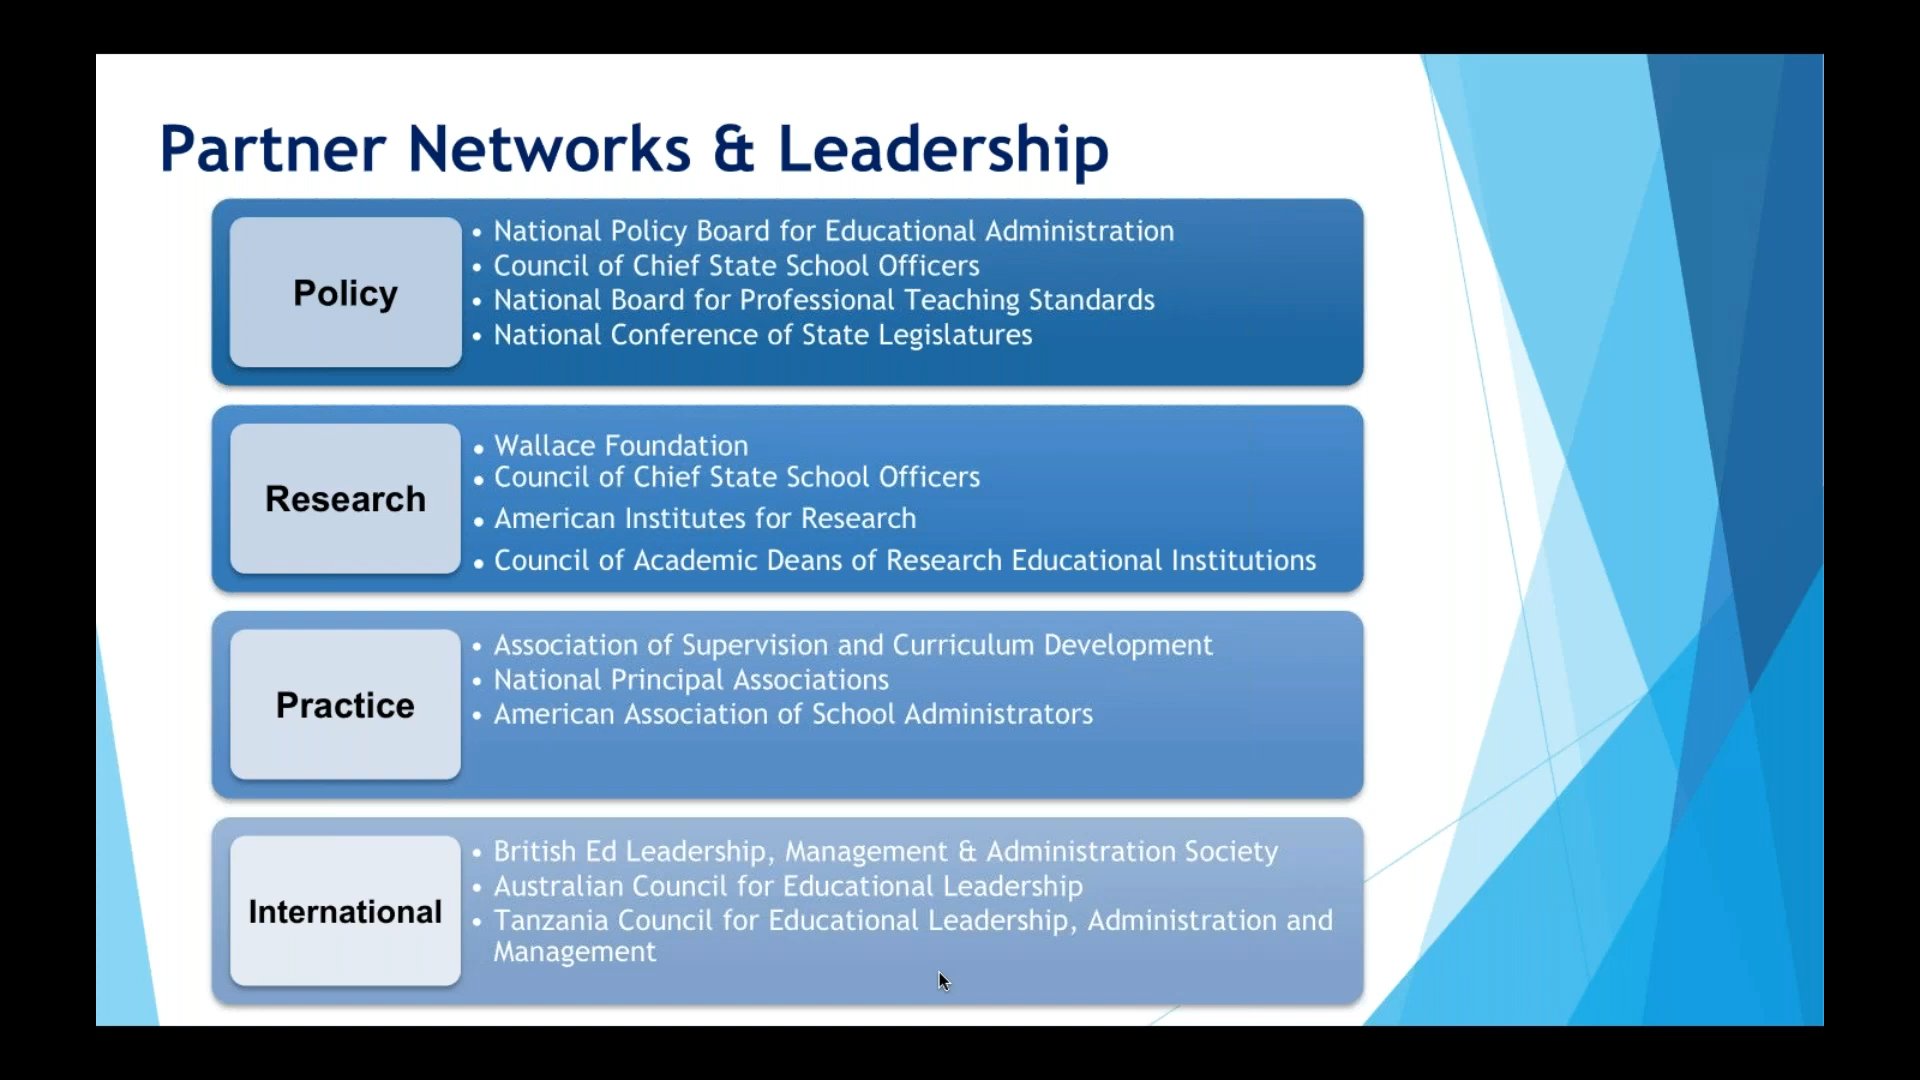 Partner Networks & Leadership
Policy
• National Policy Board for Educational Administration
• Council of Chief State School Officers
• National Board for Professional Teaching Standards
• National Conference of State Legislatures
Research
• Wallace Foundation
• Council of Chief State School Officers
• American Institutes for Research
• Council of Academic Deans of Research Educational Institutions
Practice
• Association of Supervision and Curriculum Development
• National Principal Associations
• American Association of School Administrators
International
• British Ed Leadership, Management & Administration Society
• Australian Council for Educational Leadership
• Tanzania Council for Educational Leadership, Administration and
Management